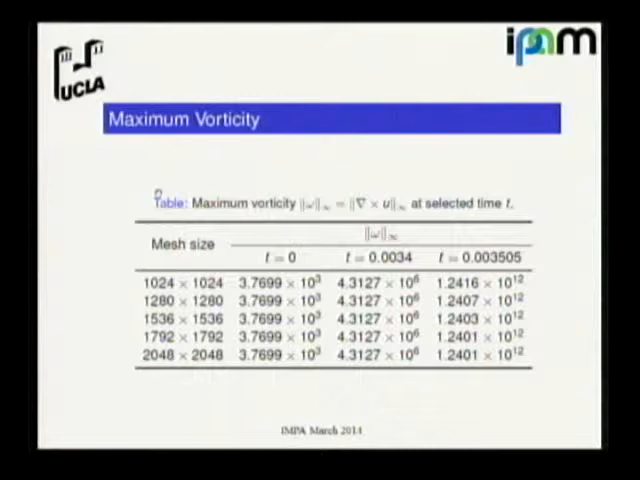 UCLA
ipam
Maximum Vorticity
Table: Maximum vorticity ‖ω‖∞ = ‖∇ × u‖∞ at selected time t.
Mesh size
‖ω‖∞
t = 0 t = 0.0034 t = 0.003505
1024 × 1024 3.7699 × 10³ 4.3127 × 10⁶ 1.2416 × 10¹²
1280 × 1280 3.7699 × 10³ 4.3127 × 10⁶ 1.2407 × 10¹²
1536 × 1536 3.7699 × 10³ 4.3127 × 10⁶ 1.2403 × 10¹²
1792 × 1792 3.7699 × 10³ 4.3127 × 10⁶ 1.2401 × 10¹²
2048 × 2048 3.7699 × 10³ 4.3127 × 10⁶ 1.2401 × 10¹²
IMPA March 2014